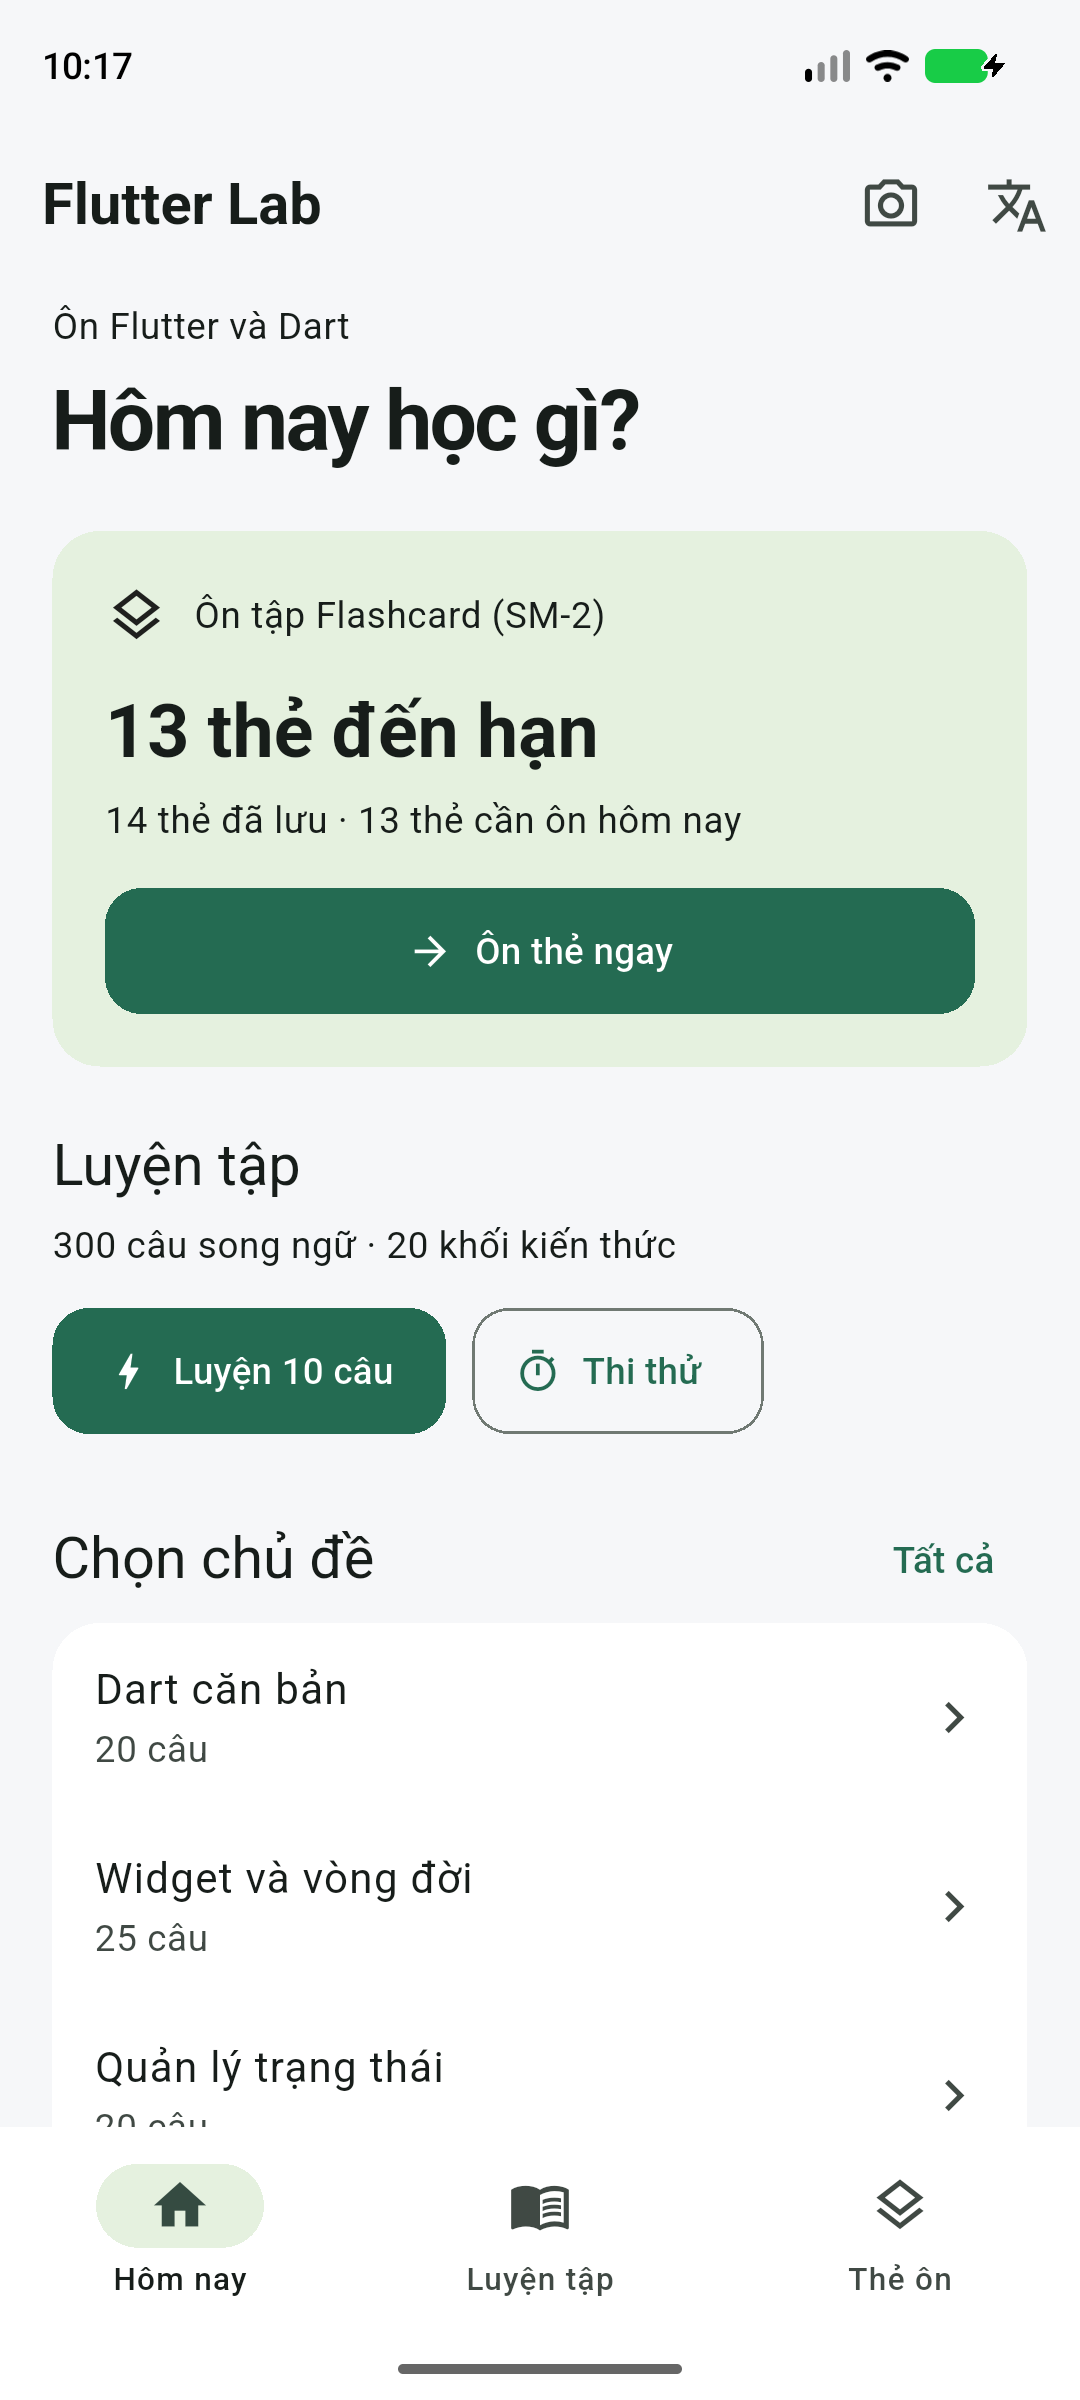 10:17
Flutter Lab
Ôn Flutter và Dart
Hôm nay học gì?
Ôn tập Flashcard (SM-2)
13 thẻ đến hạn
14 thẻ đã lưu · 13 thẻ cần ôn hôm nay
Ôn thẻ ngay
Luyện tập
300 câu song ngữ · 20 khối kiến thức
Luyện 10 câu
Thi thử
Chọn chủ đề
Tất cả
Dart căn bản
20 câu
Widget và vòng đời
25 câu
Quản lý trạng thái
20 câu
Hôm nay
Luyện tập
Thẻ ôn